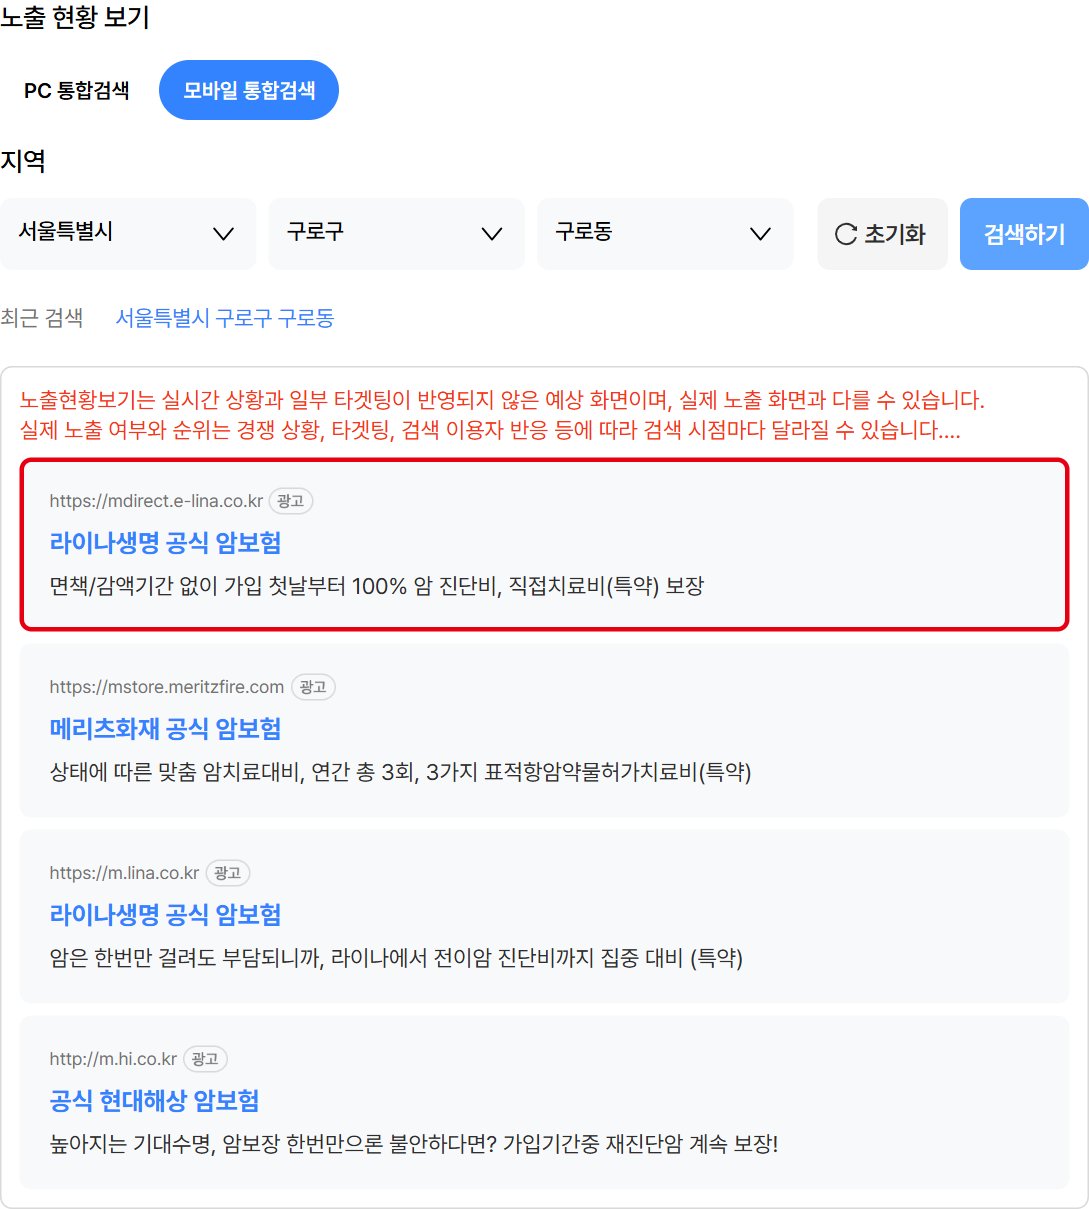 노출 현황 보기
PC 통합검색 모바일 통합검색
지역
서울특별시 구로구 구로동 초기화 검색하기
최근 검색 서울특별시 구로구 구로동
노출현황보기는 실시간 상황과 일부 타겟팅이 반영되지 않은 예상 화면이며, 실제 노출 화면과 다를 수 있습니다.
실제 노출 여부와 순위는 경쟁 상황, 타겟팅, 검색 이용자 반응 등에 따라 검색 시점마다 달라질 수 있습니다....
https://mdirect.e-lina.co.kr 광고
라이나생명 공식 암보험
면책/감액기간 없이 가입 첫날부터 100% 암 진단비, 직접치료비(특약) 보장
https://mstore.meritzfire.com 광고
메리츠화재 공식 암보험
상태에 따른 맞춤 암치료대비, 연간 총 3회, 3가지 표적항암약물허가치료비(특약)
https://m.lina.co.kr 광고
라이나생명 공식 암보험
암은 한번만 걸려도 부담되니까, 라이나에서 전이암 진단비까지 집중 대비 (특약)
http://m.hi.co.kr 광고
공식 현대해상 암보험
높아지는 기대수명, 암보장 한번만으론 불안하다면? 가입기간중 재진단암 계속 보장!